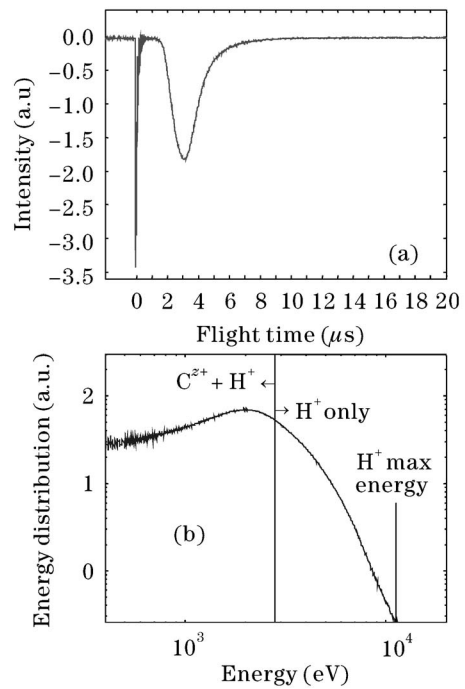 0.0
−0.5
−1.0
−1.5
−2.0
−2.5
−3.0
−3.5
Intensity (a.u)
(a)
0 2 4 6 8 10 12 14 16 18 20
Flight time (μs)
Energy distribution (a.u.)
2
1
0
C^{z+} + H^+ ←
→ H^+ only
H^+ max
energy
(b)
10^3 10^4
Energy (eV)